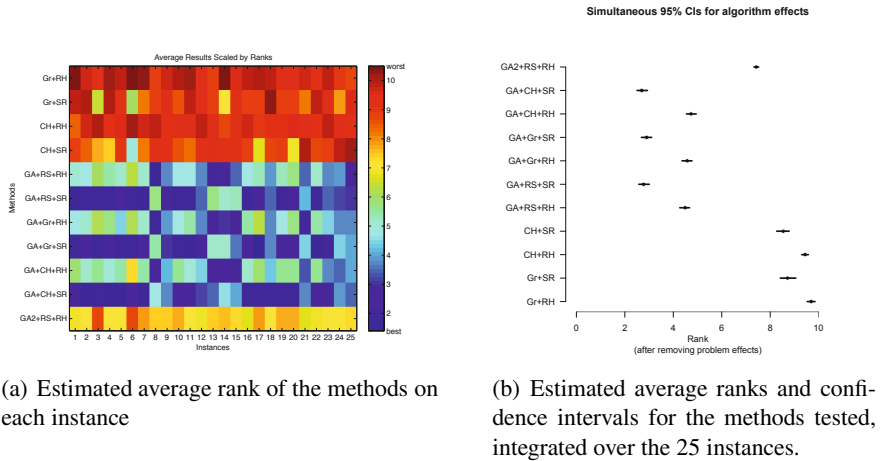 Simultaneous 95% CIs for algorithm effects
Average Results Scaled by Ranks
Methods
Gr+RH
Gr+SR
CH+RH
CH+SR
GA+RS+RH
GA+RS+SR
GA+Gr+RH
GA+Gr+SR
GA+CH+RH
GA+CH+SR
GA2+RS+RH
1 2 3 4 5 6 7 8 9 10 11 12 13 14 15 16 17 18 19 20 21 22 23 24 25
Instances
worst
10
9
8
7
6
5
4
3
2
best
GA2+RS+RH
GA+CH+SR
GA+CH+RH
GA+Gr+SR
GA+Gr+RH
GA+RS+SR
GA+RS+RH
CH+SR
CH+RH
Gr+SR
Gr+RH
0 2 4 6 8 10
Rank
(after removing problem effects)
(a) Estimated average rank of the methods on
each instance
(b) Estimated average ranks and confi-
dence intervals for the methods tested,
integrated over the 25 instances.